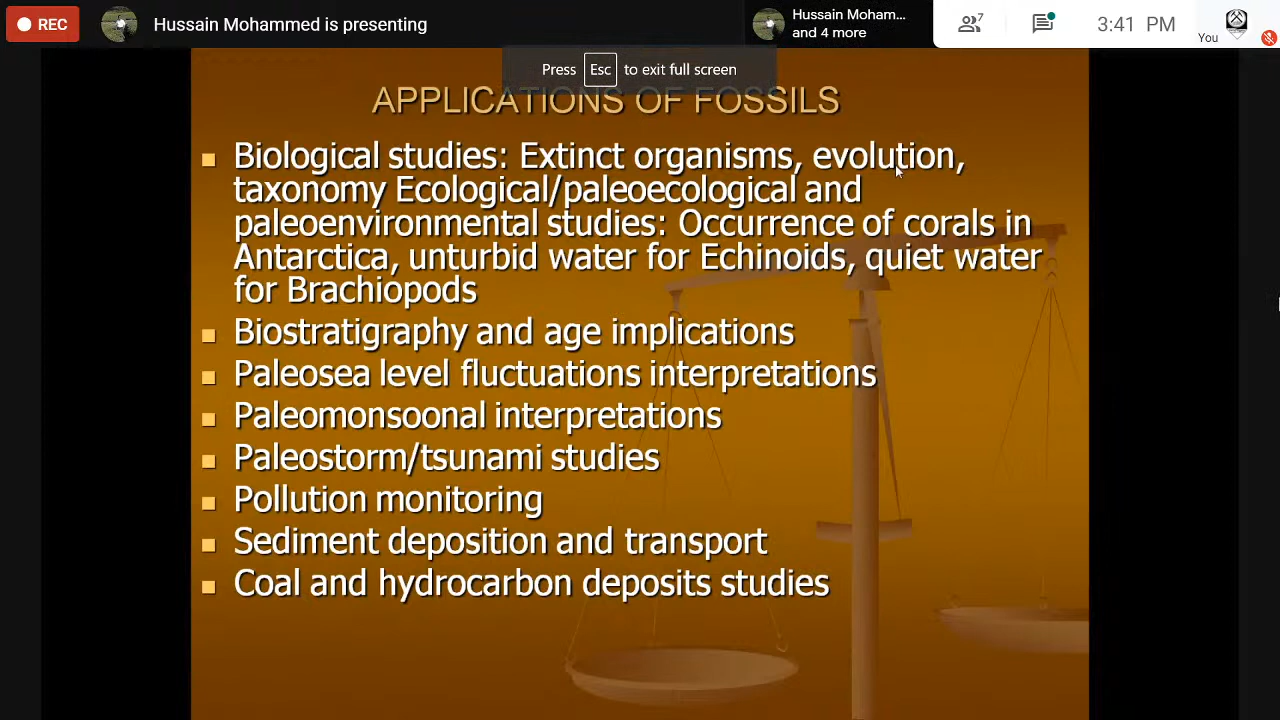 REC
Hussain Mohammed is presenting
Hussain Moham...
and 4 more
7
3:41 PM
You
Press Esc to exit full screen
APPLICATIONS OF FOSSILS
Biological studies: Extinct organisms, evolution,
taxonomy Ecological/paleoecological and
paleoenvironmental studies: Occurrence of corals in
Antarctica, unturbid water for Echinoids, quiet water
for Brachiopods
Biostratigraphy and age implications
Paleosea level fluctuations interpretations
Paleomonsoonal interpretations
Paleostorm/tsunami studies
Pollution monitoring
Sediment deposition and transport
Coal and hydrocarbon deposits studies